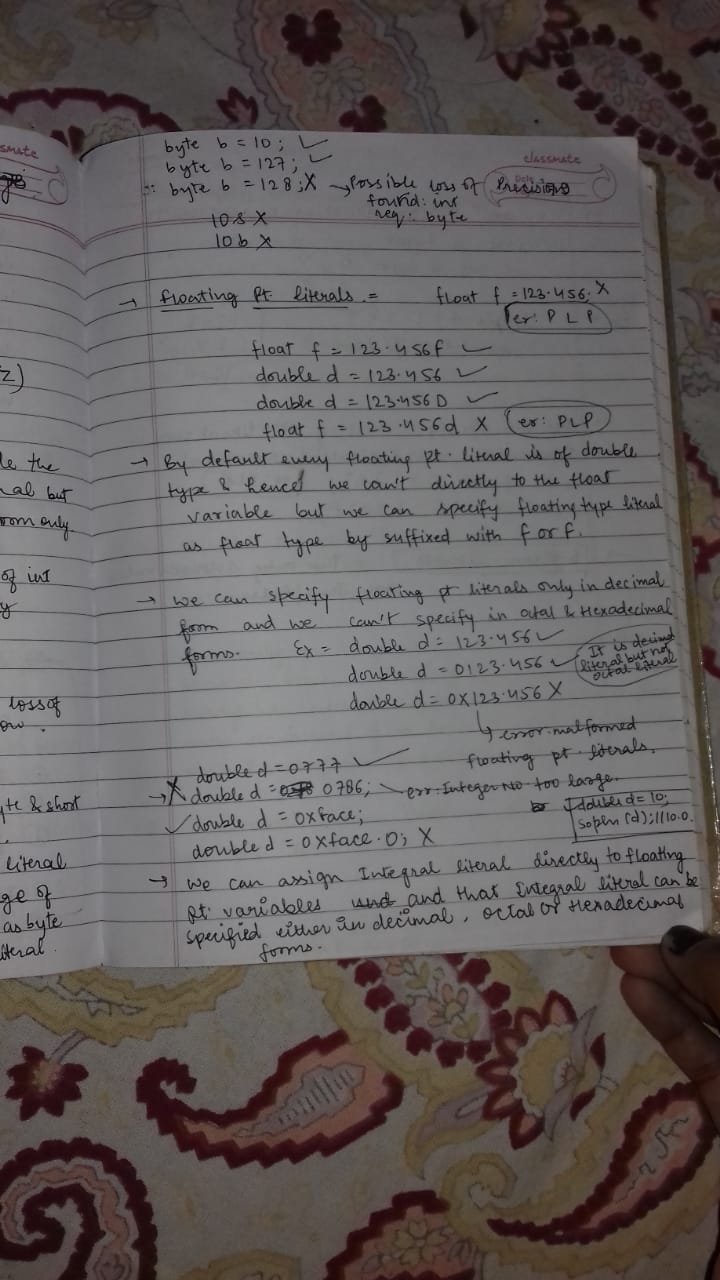 smate
z)
le the
nal but
rom only
of int
y
loss of
ow.
yte & short
literal
ge of
as byte
iteral.
classmate
byte b = 10; ✓
byte b = 127; ✓
∵ byte b = 128; X → Possible loss of Precision
found: int
req: byte
10s X
10b X
→ floating Pt. literals = float f = 123.456; X
er: P L P
float f = 123.456f ✓
double d = 123.456 ✓
double d = 123.456D ✓
float f = 123.456d X er: PLP
→ By default every floating pt. literal is of double
type & hence we can't directly to the float
variable but we can specify floating type literal
as float type by suffixed with f or F.
→ we can specify floating pt literals only in decimal
form and we can't specify in octal & Hexadecimal
forms. Ex = double d = 123.456 ✓
double d = 0123.456 ✓ It is decimal
literal but not
octal literal
double d = 0X123.456 X
↳ error: malformed
floating pt. literals.
double d = 0777 ✓
→ X double d = 0786; err: Integer No. too large.
✓ double d = 0xface; double d = 10;
sopln (d); //10.0.
double d = 0xface.0; X
→ we can assign Integral literal directly to floating
pt. variables and and that Integral literal can be
specified either in decimal, octal or Hexadecimal
forms.